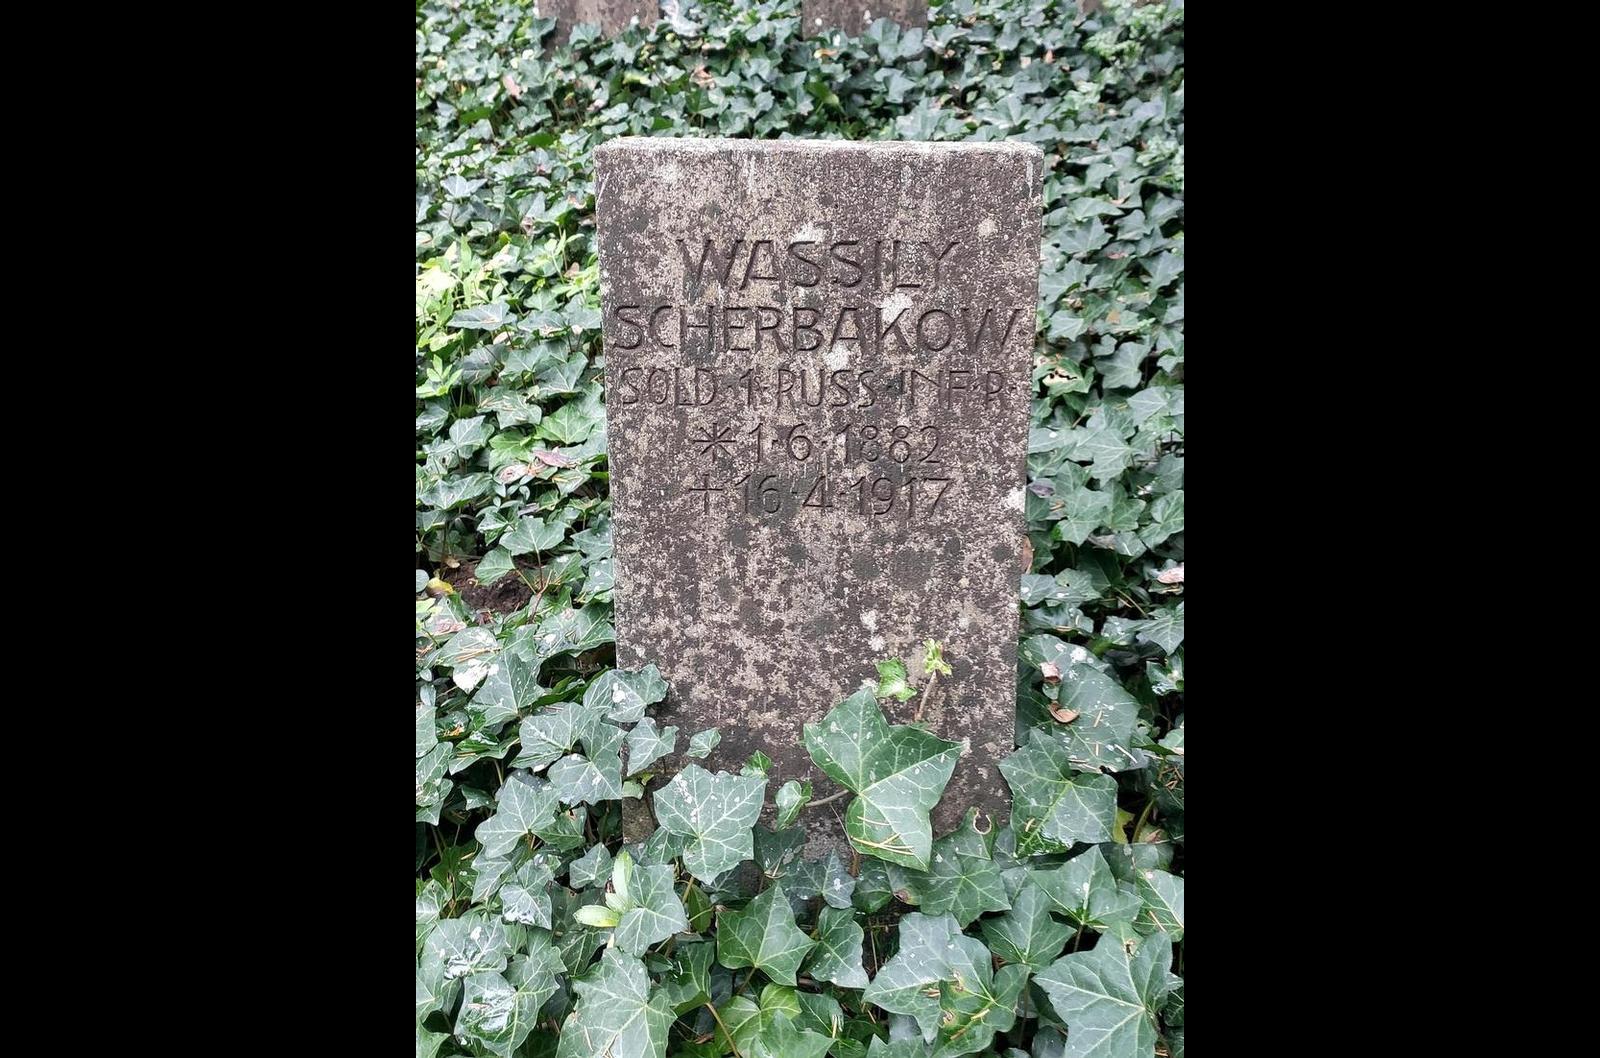 WASSILY
SCHERBAKOW
SOLD·1·RUSS·INF·R·
*1·6·1882
†16·4·1917